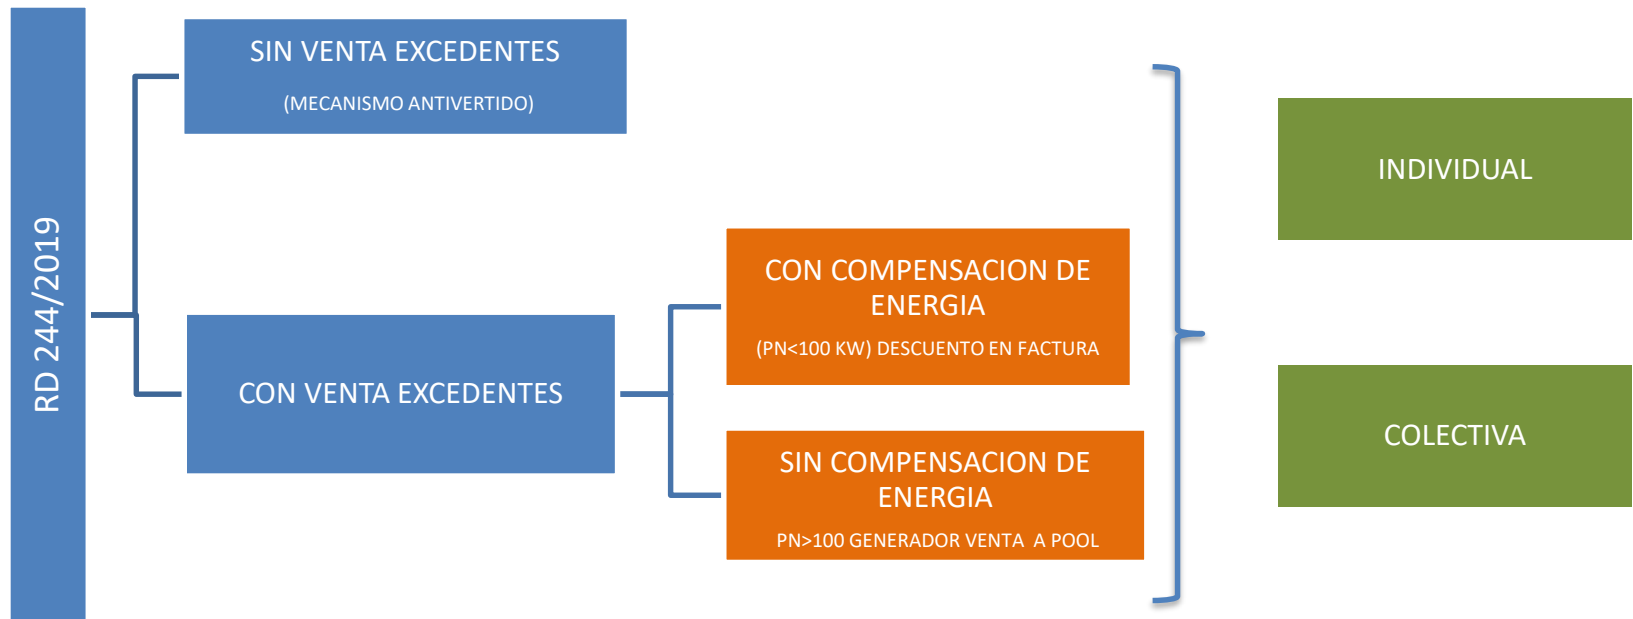 RD 244/2019
SIN VENTA EXCEDENTES
(MECANISMO ANTIVERTIDO)
CON VENTA EXCEDENTES
CON COMPENSACION DE
ENERGIA
(PN<100 KW) DESCUENTO EN FACTURA
SIN COMPENSACION DE
ENERGIA
PN>100 GENERADOR VENTA A POOL
INDIVIDUAL
COLECTIVA